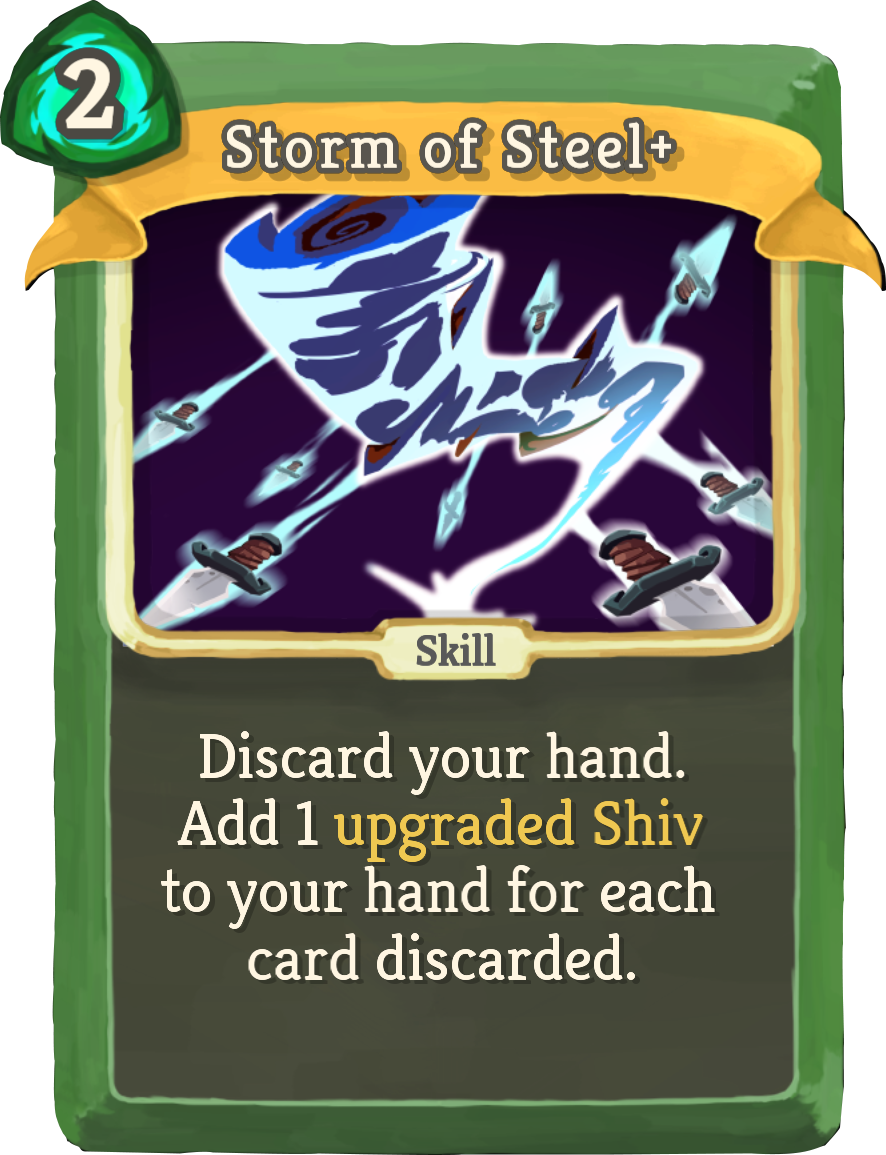 2
Storm of Steel+
Skill
Discard your hand.
Add 1 upgraded Shiv
to your hand for each
card discarded.